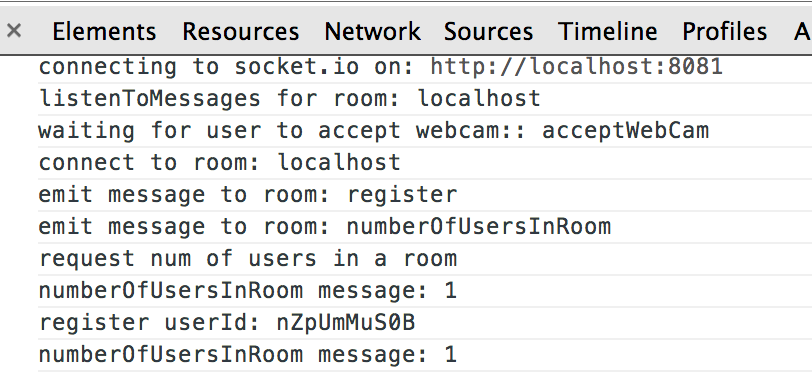 × Elements Resources Network Sources Timeline Profiles A
connecting to socket.io on: http://localhost:8081
listenToMessages for room: localhost
waiting for user to accept webcam:: acceptWebCam
connect to room: localhost
emit message to room: register
emit message to room: numberOfUsersInRoom
request num of users in a room
numberOfUsersInRoom message: 1
register userId: nZpUmMuS0B
numberOfUsersInRoom message: 1